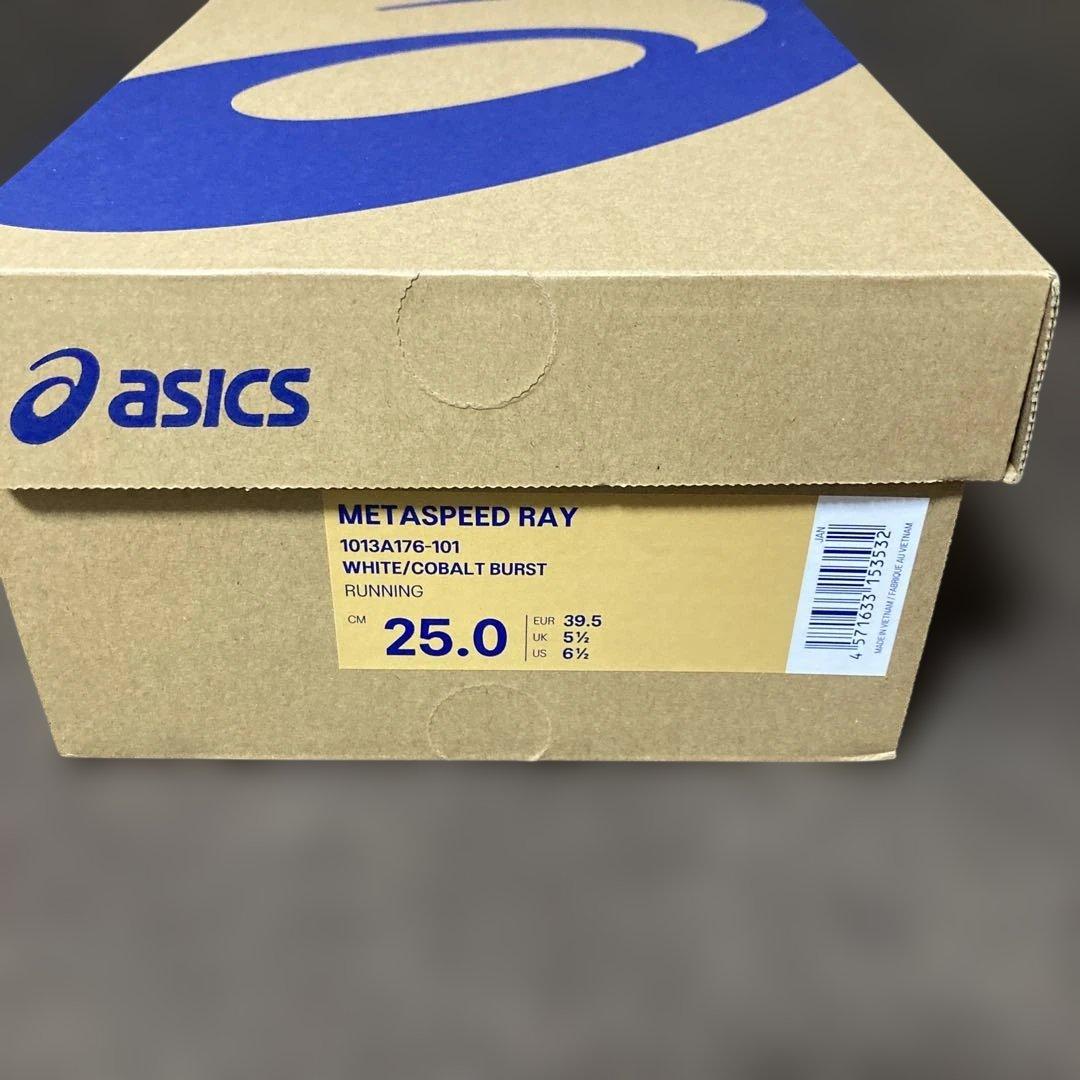 asics
METASPEED RAY
1013A176-101
WHITE/COBALT BURST
RUNNING
CM 25.0
EUR 39.5
UK 5½
US 6½
JAN
4 571633 153532
MADE IN VIETNAM / FABRIQUE AU VIETNAM